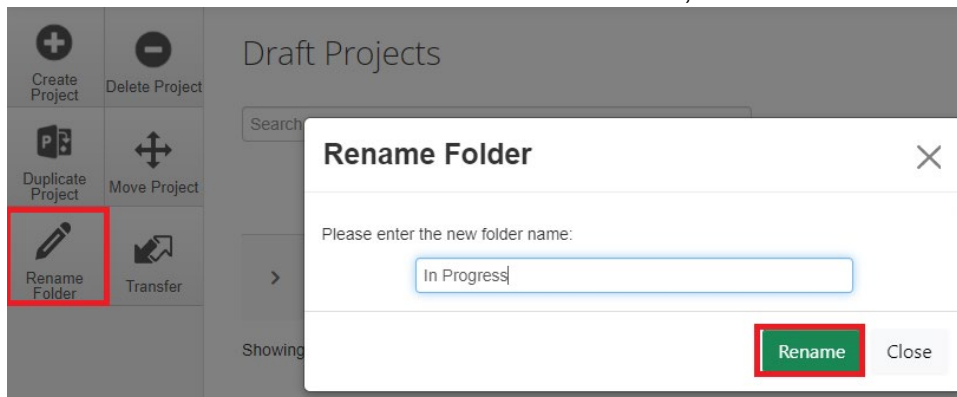 Create
Project
Delete Project
Duplicate
Project
Move Project
Rename
Folder
Transfer
Draft Projects
Search
Rename Folder
Please enter the new folder name:
In Progress
Showing
Rename
Close